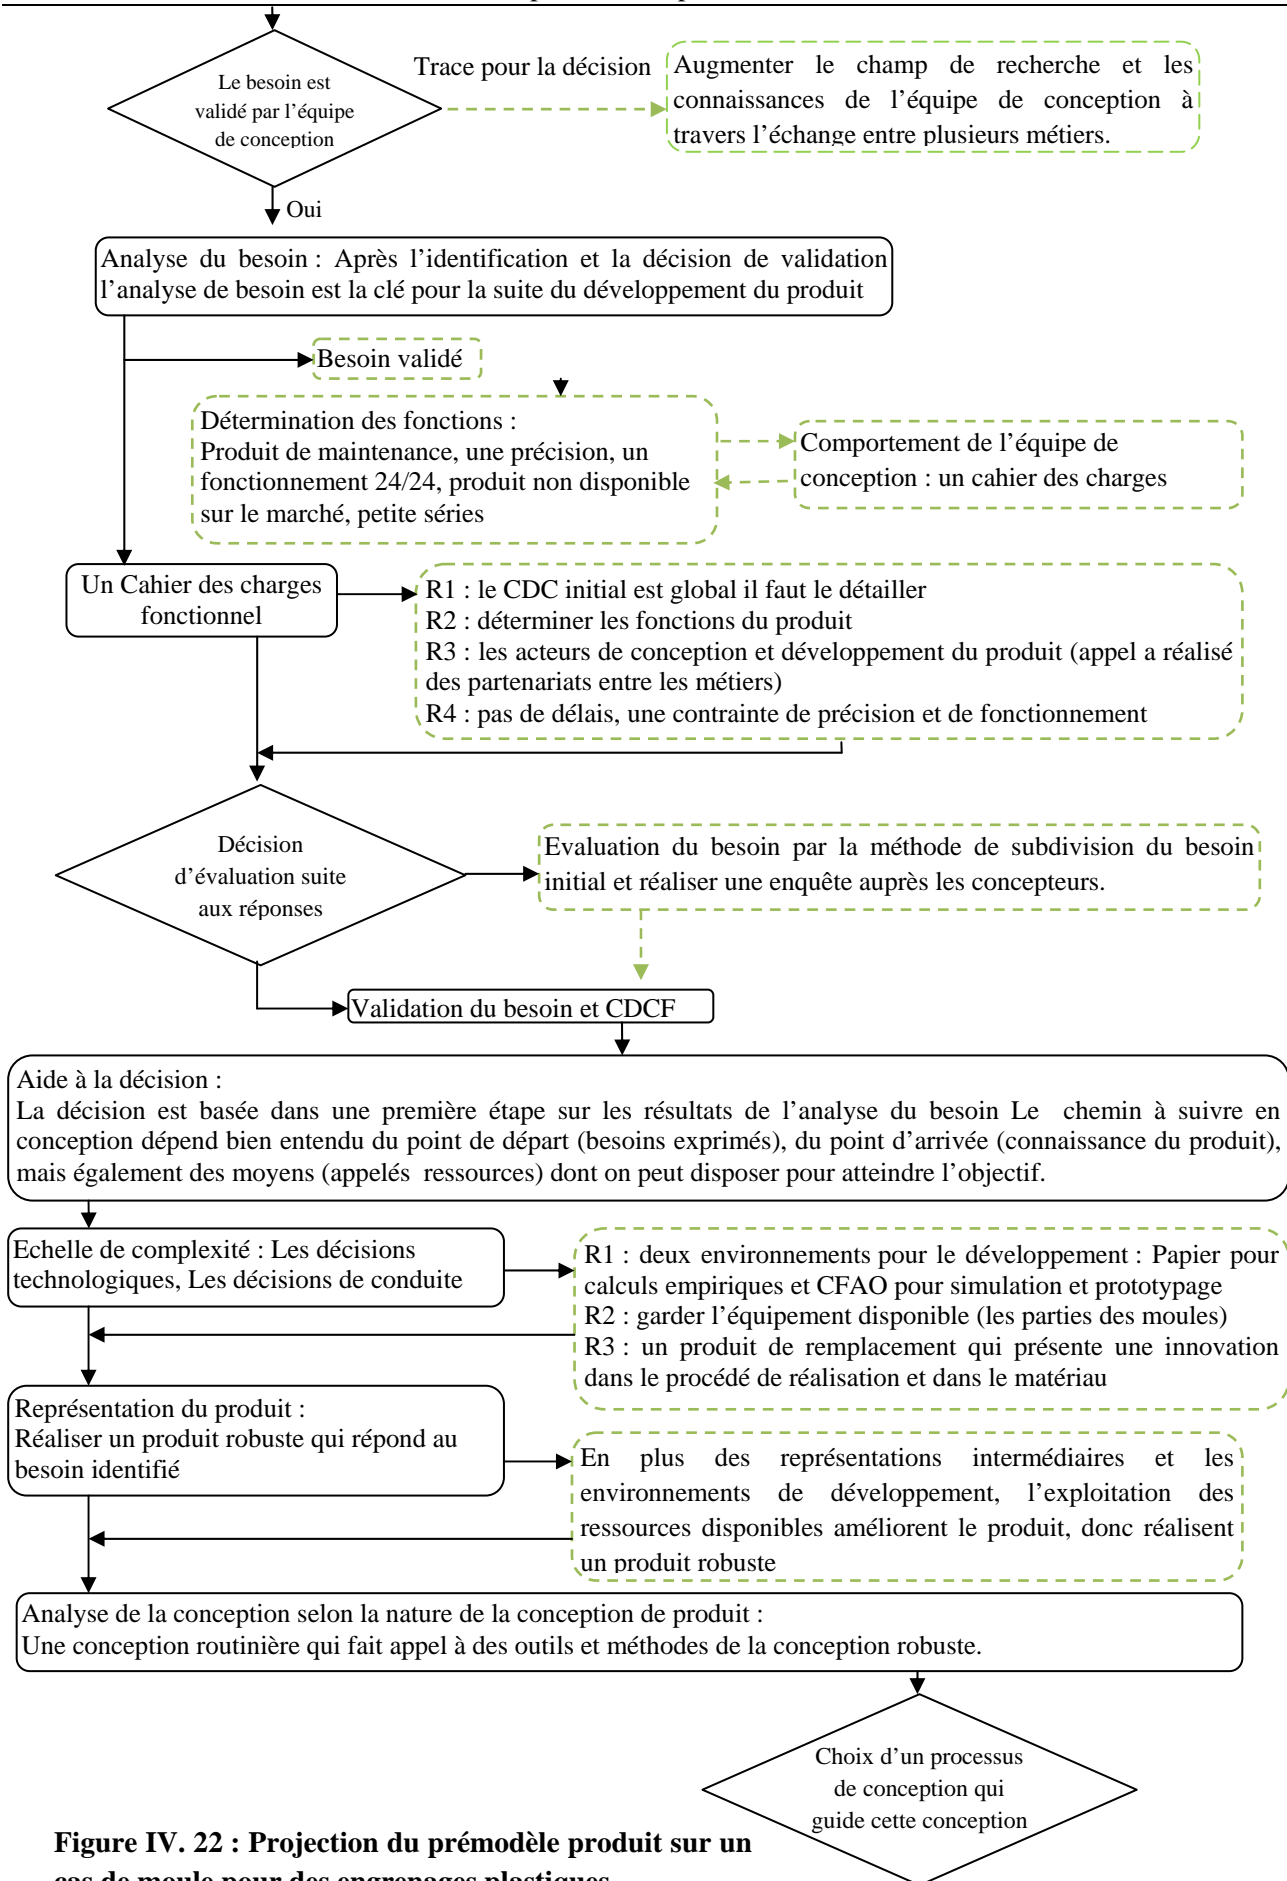 Le besoin est
validé par l'équipe
de conception
Trace pour la décision
Augmenter le champ de recherche et les
connaissances de l'équipe de conception à
travers l'échange entre plusieurs métiers.
Oui
Analyse du besoin : Après l'identification et la décision de validation
l'analyse de besoin est la clé pour la suite du développement du produit
Besoin validé
Détermination des fonctions :
Produit de maintenance, une précision, un
fonctionnement 24/24, produit non disponible
sur le marché, petite séries
Comportement de l'équipe de
conception : un cahier des charges
Un Cahier des charges
fonctionnel
R1 : le CDC initial est global il faut le détailler
R2 : déterminer les fonctions du produit
R3 : les acteurs de conception et développement du produit (appel a réalisé
des partenariats entre les métiers)
R4 : pas de délais, une contrainte de précision et de fonctionnement
Décision
d'évaluation suite
aux réponses
Evaluation du besoin par la méthode de subdivision du besoin
initial et réaliser une enquête auprès les concepteurs.
Validation du besoin et CDCF
Aide à la décision :
La décision est basée dans une première étape sur les résultats de l'analyse du besoin Le chemin à suivre en
conception dépend bien entendu du point de départ (besoins exprimés), du point d'arrivée (connaissance du produit),
mais également des moyens (appelés ressources) dont on peut disposer pour atteindre l'objectif.
Echelle de complexité : Les décisions
technologiques, Les décisions de conduite
R1 : deux environnements pour le développement : Papier pour
calculs empiriques et CFAO pour simulation et prototypage
R2 : garder l'équipement disponible (les parties des moules)
R3 : un produit de remplacement qui présente une innovation
dans le procédé de réalisation et dans le matériau
Représentation du produit :
Réaliser un produit robuste qui répond au
besoin identifié
En plus des représentations intermédiaires et les
environnements de développement, l'exploitation des
ressources disponibles améliorent le produit, donc réalisent
un produit robuste
Analyse de la conception selon la nature de la conception de produit :
Une conception routinière qui fait appel à des outils et méthodes de la conception robuste.
Choix d'un processus
de conception qui
guide cette conception
Figure IV. 22 : Projection du prémodèle produit sur un
cas de moule pour des engrenages plastiques